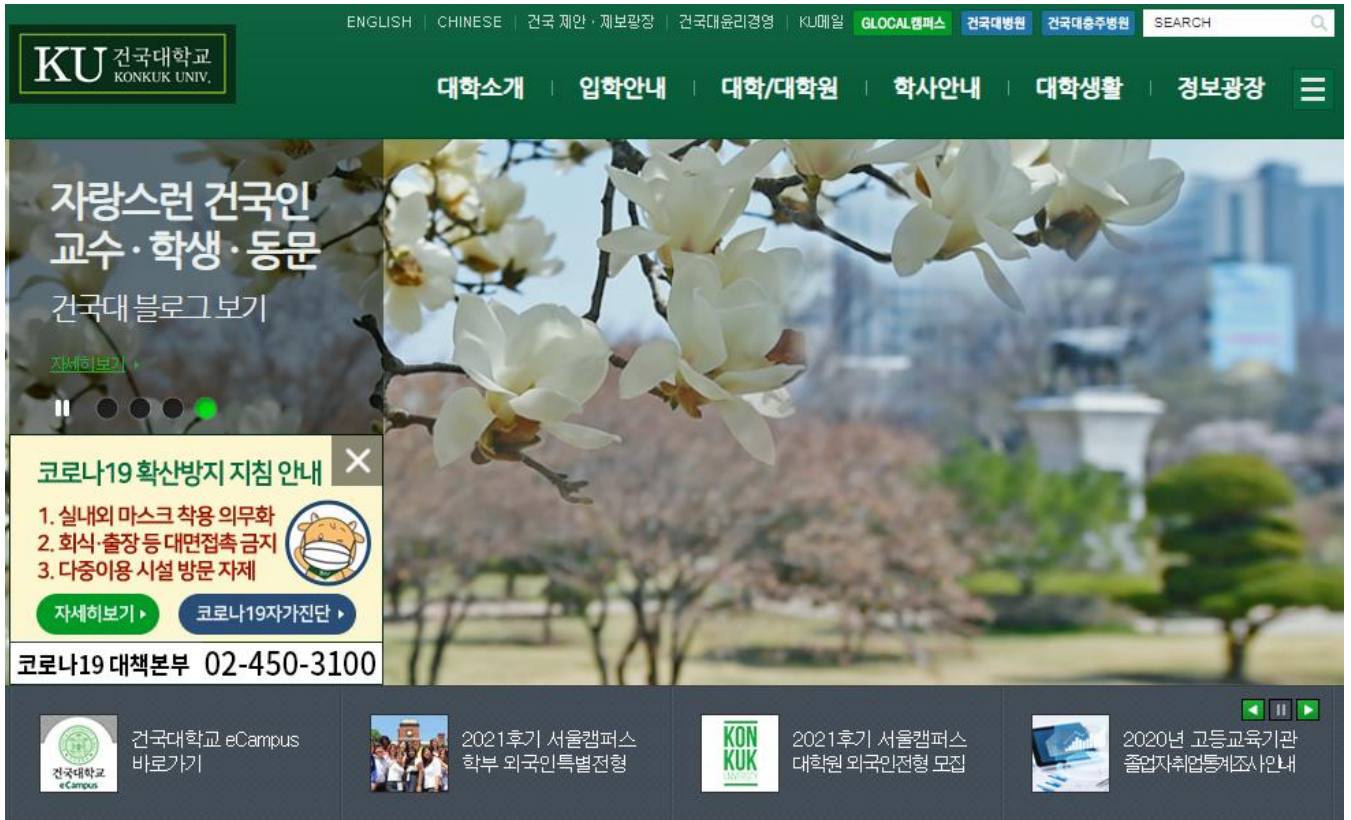 ENGLISH | CHINESE | 건국 제안 · 제보광장 | 건국대윤리경영 | KU메일 GLOCAL캠퍼스 건국대병원 건국대충주병원 SEARCH
KU 건국대학교
KONKUK UNIV.
대학소개 | 입학안내 | 대학/대학원 | 학사안내 | 대학생활 | 정보광장
자랑스런 건국인
교수 · 학생 · 동문
건국대 블로그 보기
자세히보기
코로나19 확산방지 지침 안내
1. 실내외 마스크 착용 의무화
2. 회식·출장 등 대면접촉 금지
3. 다중이용 시설 방문 자제
자세히보기 코로나19자가진단
코로나19 대책본부 02-450-3100
건국대학교
eCampus
건국대학교 eCampus
바로가기
2021후기 서울캠퍼스
학부 외국인특별전형
KON
KUK
UNIVERSITY
2021후기 서울캠퍼스
대학원 외국인전형 모집
2020년 고등교육기관
졸업자취업통계조사안내